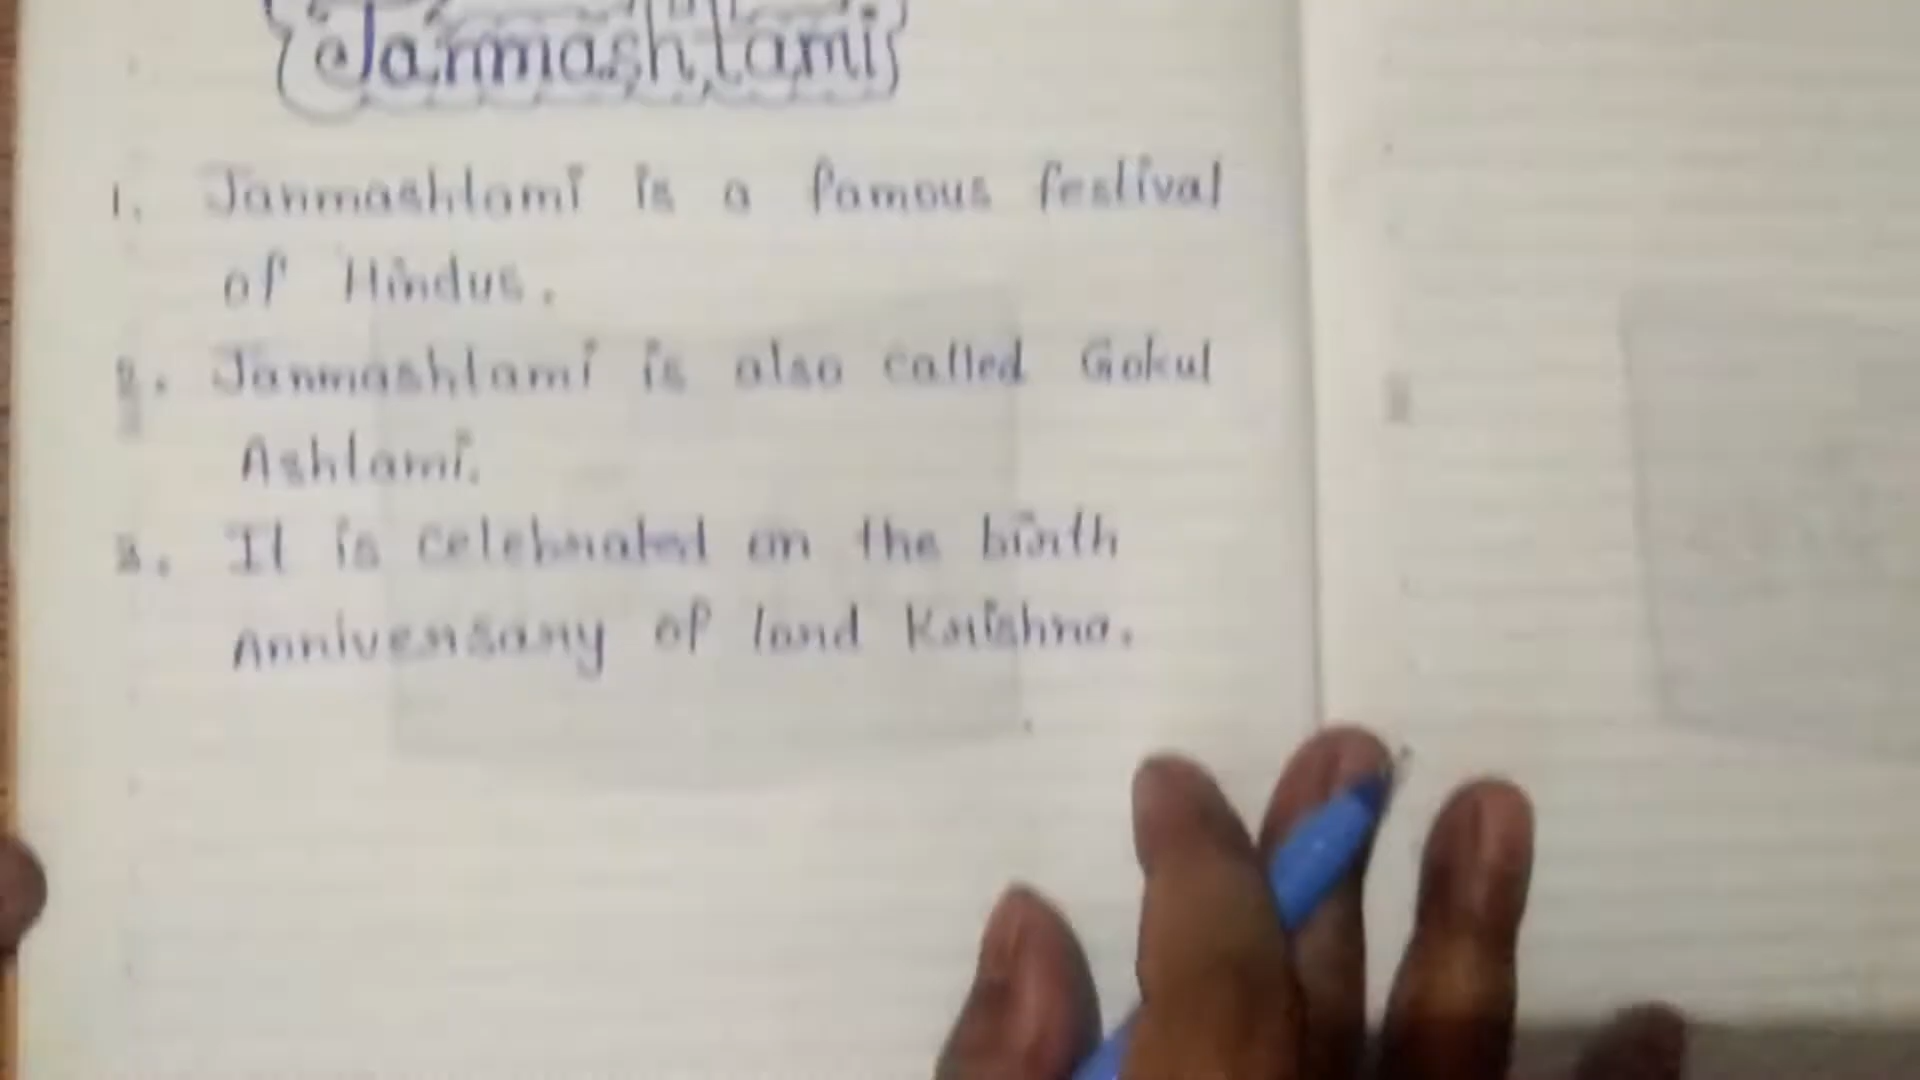 Janmashtami
1. Janmashtami is a famous festival
of Hindus.
2. Janmashtami is also called Gokul
Ashtami.
3. It is celebrated on the birth
Anniversary of lord Krishna.